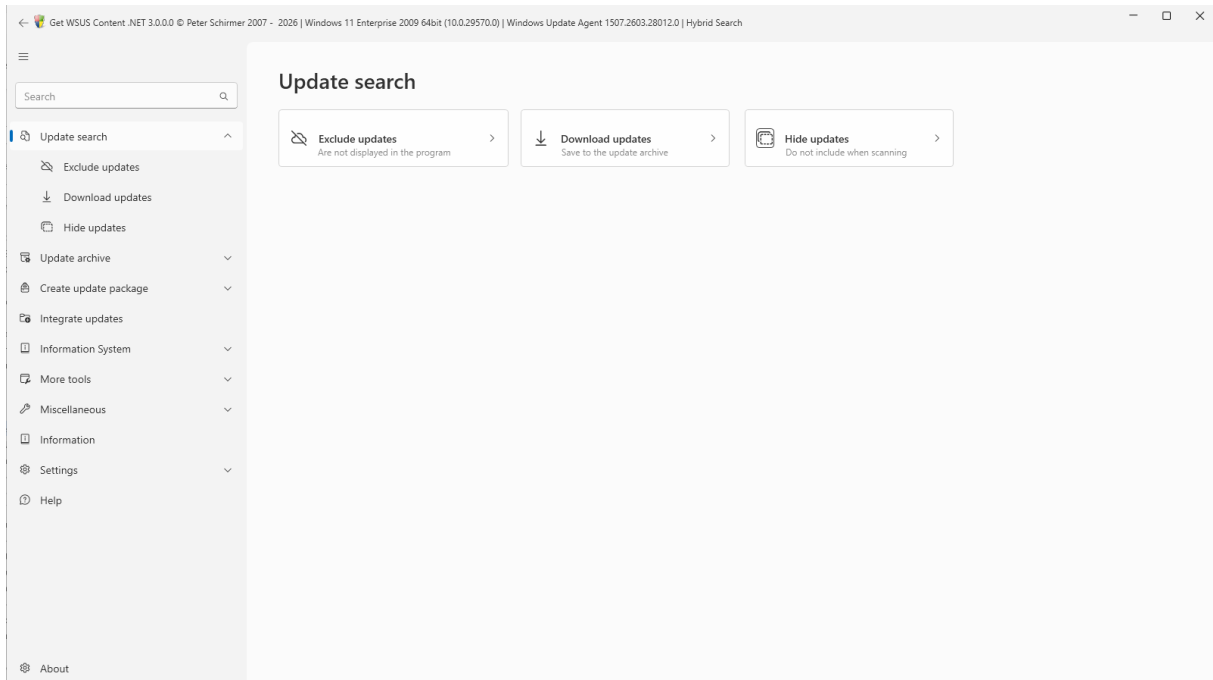 Get WSUS Content .NET 3.0.0.0 © Peter Schirmer 2007 - 2026 | Windows 11 Enterprise 2009 64bit (10.0.29570.0) | Windows Update Agent 1507.2603.28012.0 | Hybrid Search
Search
Update search
Exclude updates
Download updates
Hide updates
Update archive
Create update package
Integrate updates
Information System
More tools
Miscellaneous
Information
Settings
Help
About
Update search
Exclude updates
Are not displayed in the program
Download updates
Save to the update archive
Hide updates
Do not include when scanning